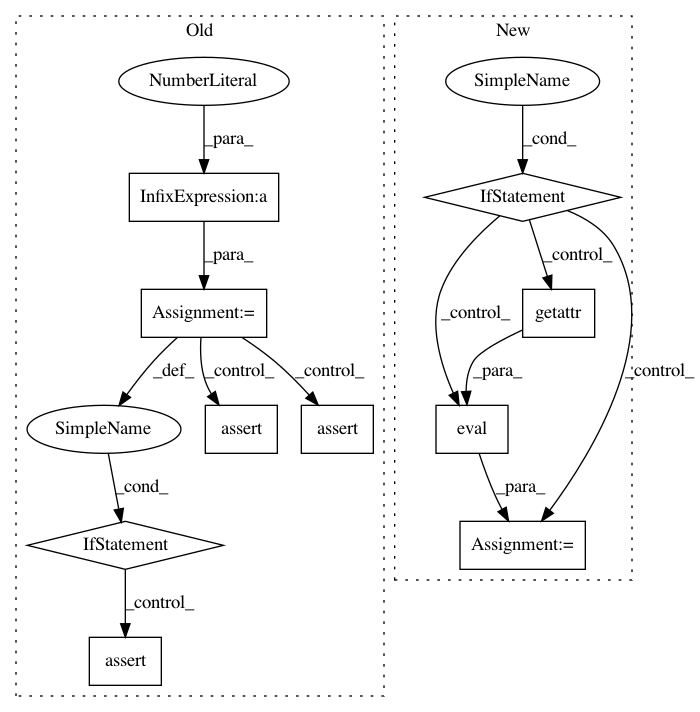 Old
New
NumberLiteral
SimpleName
_para_
_cond_
InfixExpression:a
IfStatement
_para_
_control_
Assignment:=
getattr
_control_
_def_
_control_
_control_
_para_
_control_
SimpleName
assert
assert
eval
_cond_
_para_
IfStatement
Assignment:=
_control_
assert